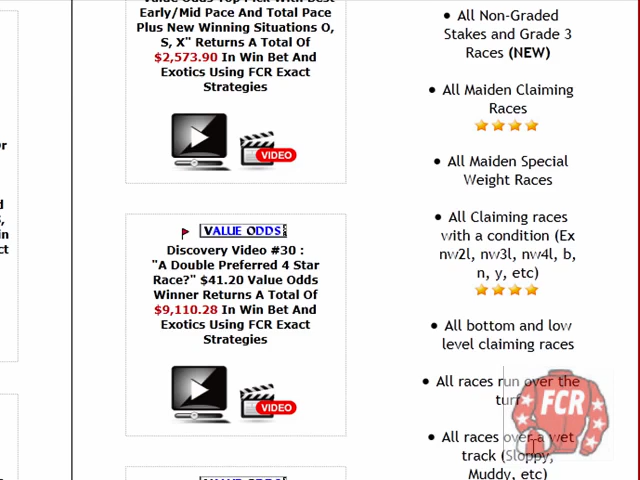 Early/Mid Pace And Total Pace
Plus New Winning Situations O,
S, X" Returns A Total Of
$2,573.90 In Win Bet And
Exotics Using FCR Exact
Strategies
VIDEO
VALUE ODDS
Discovery Video #30 :
"A Double Preferred 4 Star
Race?" $41.20 Value Odds
Winner Returns A Total Of
$9,110.28 In Win Bet And
Exotics Using FCR Exact
Strategies
VIDEO
• All Non-Graded
Stakes and Grade 3
Races (NEW)
• All Maiden Claiming
Races
• All Maiden Special
Weight Races
• All Claiming races
with a condition (Ex
nw2l, nw3l, nw4l, b,
n, y, etc)
• All bottom and low
level claiming races
• All races run over the
turf
• All races over a wet
track (Sloppy,
Muddy, etc)
FCR